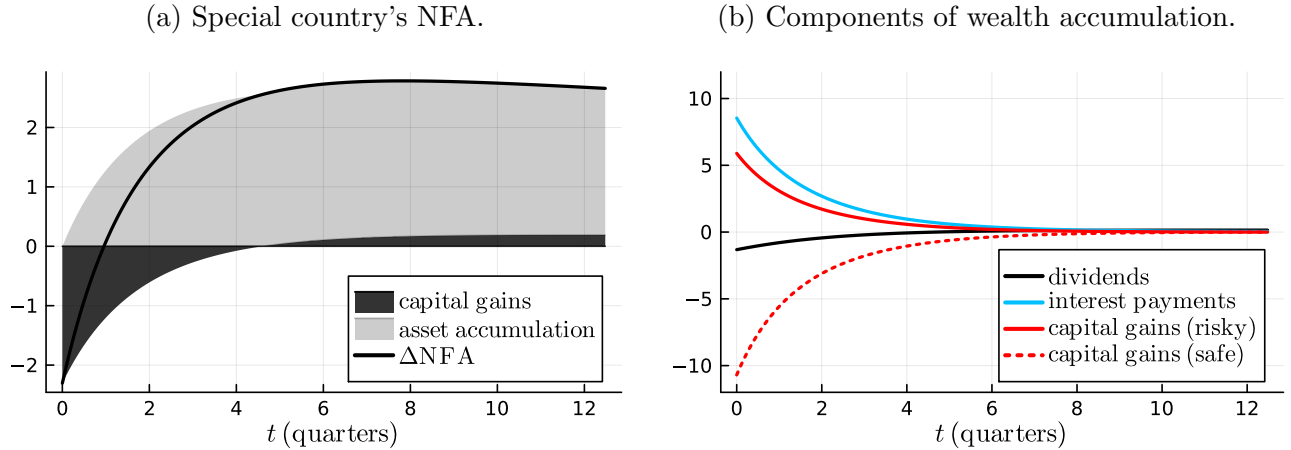 (a) Special country's NFA.
2
1
0
−1
−2
capital gains
asset accumulation
ΔNFA
0 2 4 6 8 10 12
t (quarters)
(b) Components of wealth accumulation.
10
5
0
−5
−10
dividends
interest payments
capital gains (risky)
capital gains (safe)
0 2 4 6 8 10 12
t (quarters)